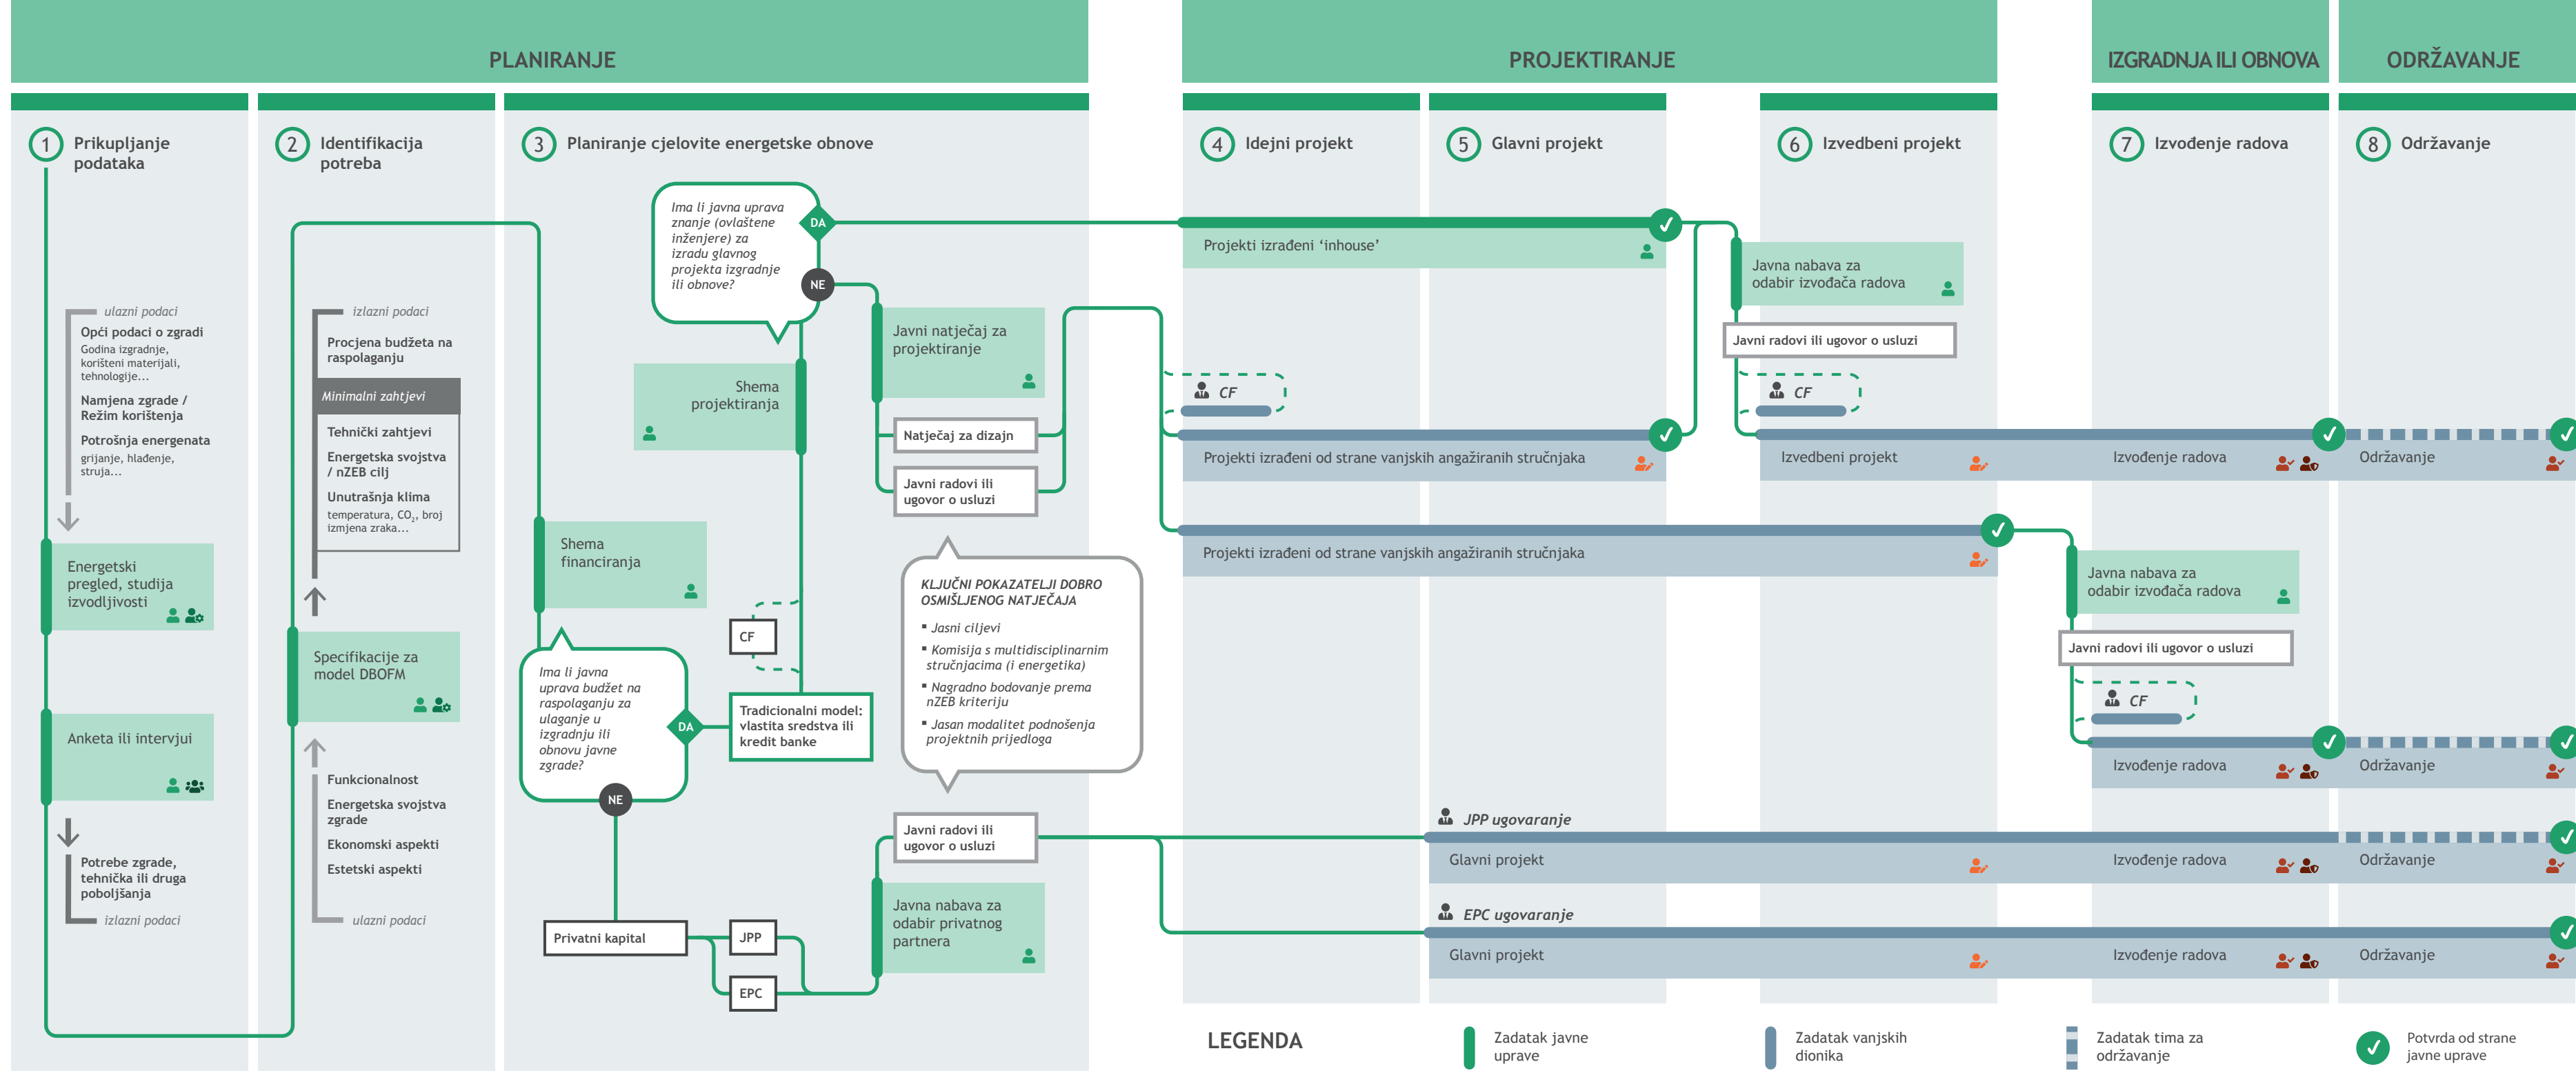 PLANIRANJE
PROJEKTIRANJE
IZGRADNJA ILI OBNOVA
ODRŽAVANJE
1
Prikupljanje
podataka
2
Identifikacija
potreba
3
Planiranje cjelovite energetske obnove
4
Idejni projekt
5
Glavni projekt
6
Izvedbeni projekt
7
Izvođenje radova
8
Održavanje
ulazni podaci
Opći podaci o zgradi
Godina izgradnje,
korišteni materijali,
tehnologije...
Namjena zgrade /
Režim korištenja
Potrošnja energenata
grijanje, hlađenje,
struja...
Energetski
pregled, studija
izvodljivosti
Anketa ili intervjui
Potrebe zgrade,
tehnička ili druga
poboljšanja
izlazni podaci
izlazni podaci
Procjena budžeta na
raspolaganju
Minimalni zahtjevi
Tehnički zahtjevi
Energetska svojstva
/ nZEB cilj
Unutrašnja klima
temperatura, CO2, broj
izmjena zraka...
Specifikacije za
model DBOFM
Funkcionalnost
Energetska svojstva
zgrade
Ekonomski aspekti
Estetski aspekti
ulazni podaci
Ima li javna uprava
znanje (ovlaštene
inženjere) za
izradu glavnog
projekta izgradnje
ili obnove?
DA
NE
Shema
projektiranja
Shema
financiranja
CF
Ima li javna
uprava budžet na
raspolaganju za
ulaganje u
izgradnju ili
obnovu javne
zgrade?
DA
NE
Tradicionalni model:
vlastita sredstva ili
kredit banke
Privatni kapital
JPP
EPC
Javni natječaj za
projektiranje
Natječaj za dizajn
Javni radovi ili
ugovor o usluzi
KLJUČNI POKAZATELJI DOBRO
OSMIŠLJENOG NATJEČAJA
▪ Jasni ciljevi
▪ Komisija s multidisciplinarnim
stručnjacima (i energetika)
▪ Nagradno bodovanje prema
nZEB kriteriju
▪ Jasan modalitet podnošenja
projektnih prijedloga
Javni radovi ili
ugovor o usluzi
Javna nabava za
odabir privatnog
partnera
Projekti izrađeni ‘inhouse’
CF
Projekti izrađeni od strane vanjskih angažiranih stručnjaka
Projekti izrađeni od strane vanjskih angažiranih stručnjaka
Javna nabava za
odabir izvođača radova
Javni radovi ili ugovor o usluzi
CF
Izvedbeni projekt
Izvođenje radova
Održavanje
Javna nabava za
odabir izvođača radova
Javni radovi ili ugovor o usluzi
CF
Izvođenje radova
Održavanje
JPP ugovaranje
Glavni projekt
Izvođenje radova
Održavanje
EPC ugovaranje
Glavni projekt
Izvođenje radova
Održavanje
LEGENDA
Zadatak javne
uprave
Zadatak vanjskih
dionika
Zadatak tima za
održavanje
Potvrda od strane
javne uprave